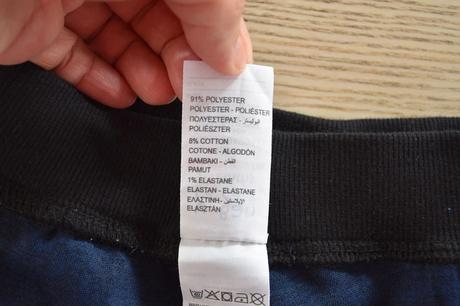 91% POLYESTER
POLYESTER - POLIÉSTER
ΠΟΛΥΕΣΤΕΡΑΣ - البوليستر
POLIÉSZTER
8% COTTON
COTONE - ALGODÓN
BAMBAKI - القطن
PAMUT
1% ELASTANE
ELASTAN - ELASTANE
ΕΛΑΣΤΙΝΗ - الإيلاستين
ELASZTÁN